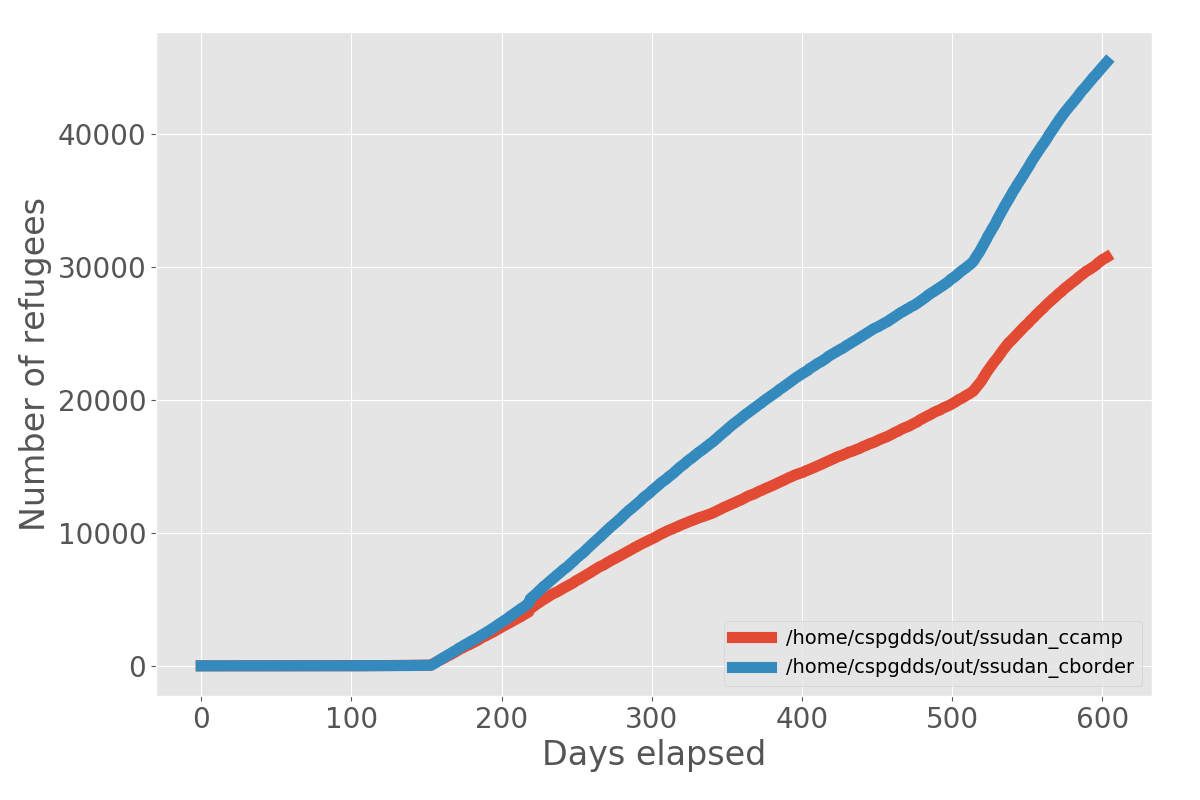 Number of refugees
40000
30000
20000
10000
0
/home/cspgdds/out/ssudan_ccamp
/home/cspgdds/out/ssudan_cborder
0 100 200 300 400 500 600
Days elapsed